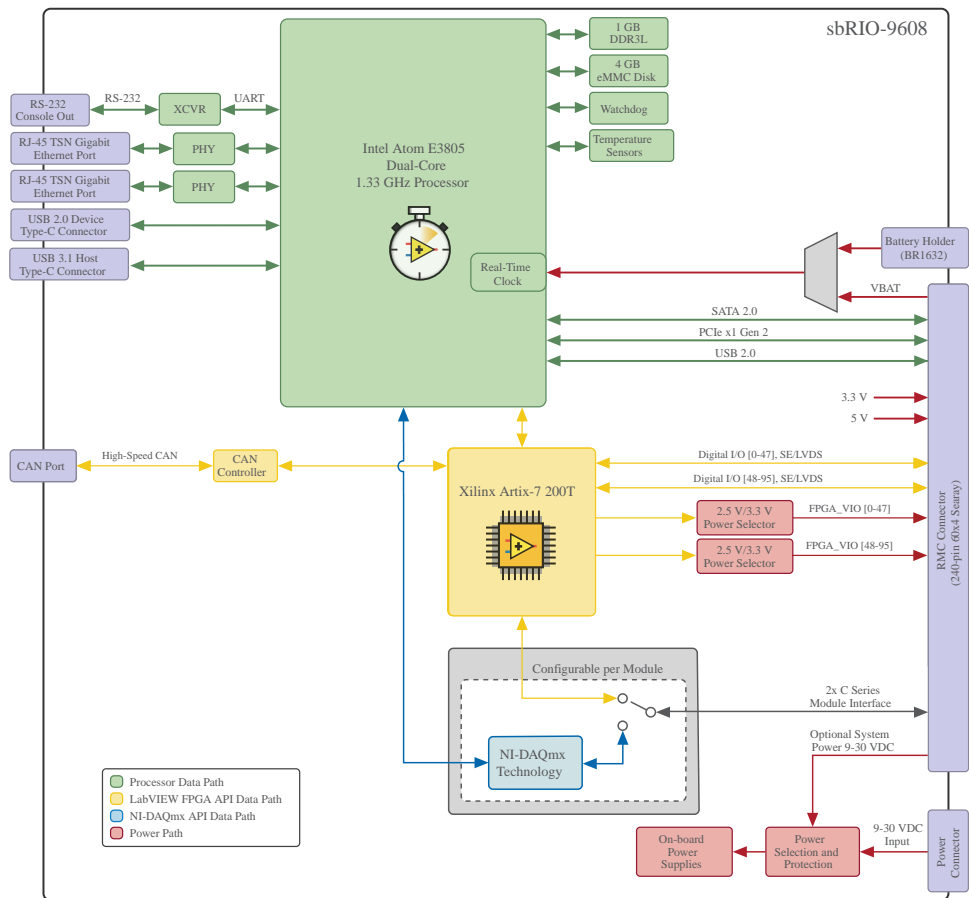 sbRIO-9608
1 GB
DDR3L
4 GB
eMMC Disk
Watchdog
Temperature
Sensors
RS-232
Console Out
RS-232
XCVR
UART
RJ-45 TSN Gigabit
Ethernet Port
PHY
RJ-45 TSN Gigabit
Ethernet Port
PHY
USB 2.0 Device
Type-C Connector
USB 3.1 Host
Type-C Connector
Intel Atom E3805
Dual-Core
1.33 GHz Processor
Real-Time
Clock
Battery Holder
(BR1632)
VBAT
SATA 2.0
PCIe x1 Gen 2
USB 2.0
3.3 V
5 V
RMC Connector
(240-pin 60x4 Searay)
CAN Port
High-Speed CAN
CAN
Controller
Xilinx Artix-7 200T
Digital I/O [0-47], SE/LVDS
Digital I/O [48-95], SE/LVDS
2.5 V/3.3 V
Power Selector
FPGA_VIO [0-47]
2.5 V/3.3 V
Power Selector
FPGA_VIO [48-95]
Configurable per Module
NI-DAQmx
Technology
2x C Series
Module Interface
Optional System
Power 9-30 VDC
Processor Data Path
LabVIEW FPGA API Data Path
NI-DAQmx API Data Path
Power Path
On-board
Power
Supplies
Power
Selection and
Protection
9-30 VDC
Input
Power
Connector